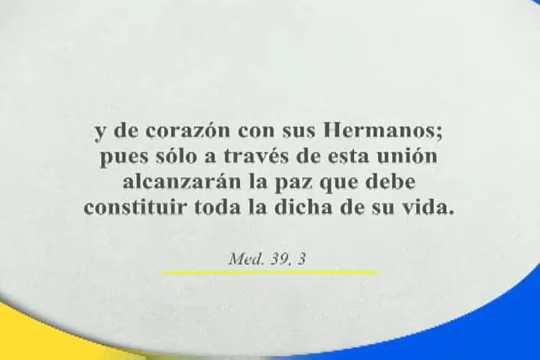 y de corazón con sus Hermanos;
pues sólo a través de esta unión
alcanzarán la paz que debe
constituir toda la dicha de su vida.
Med. 39, 3